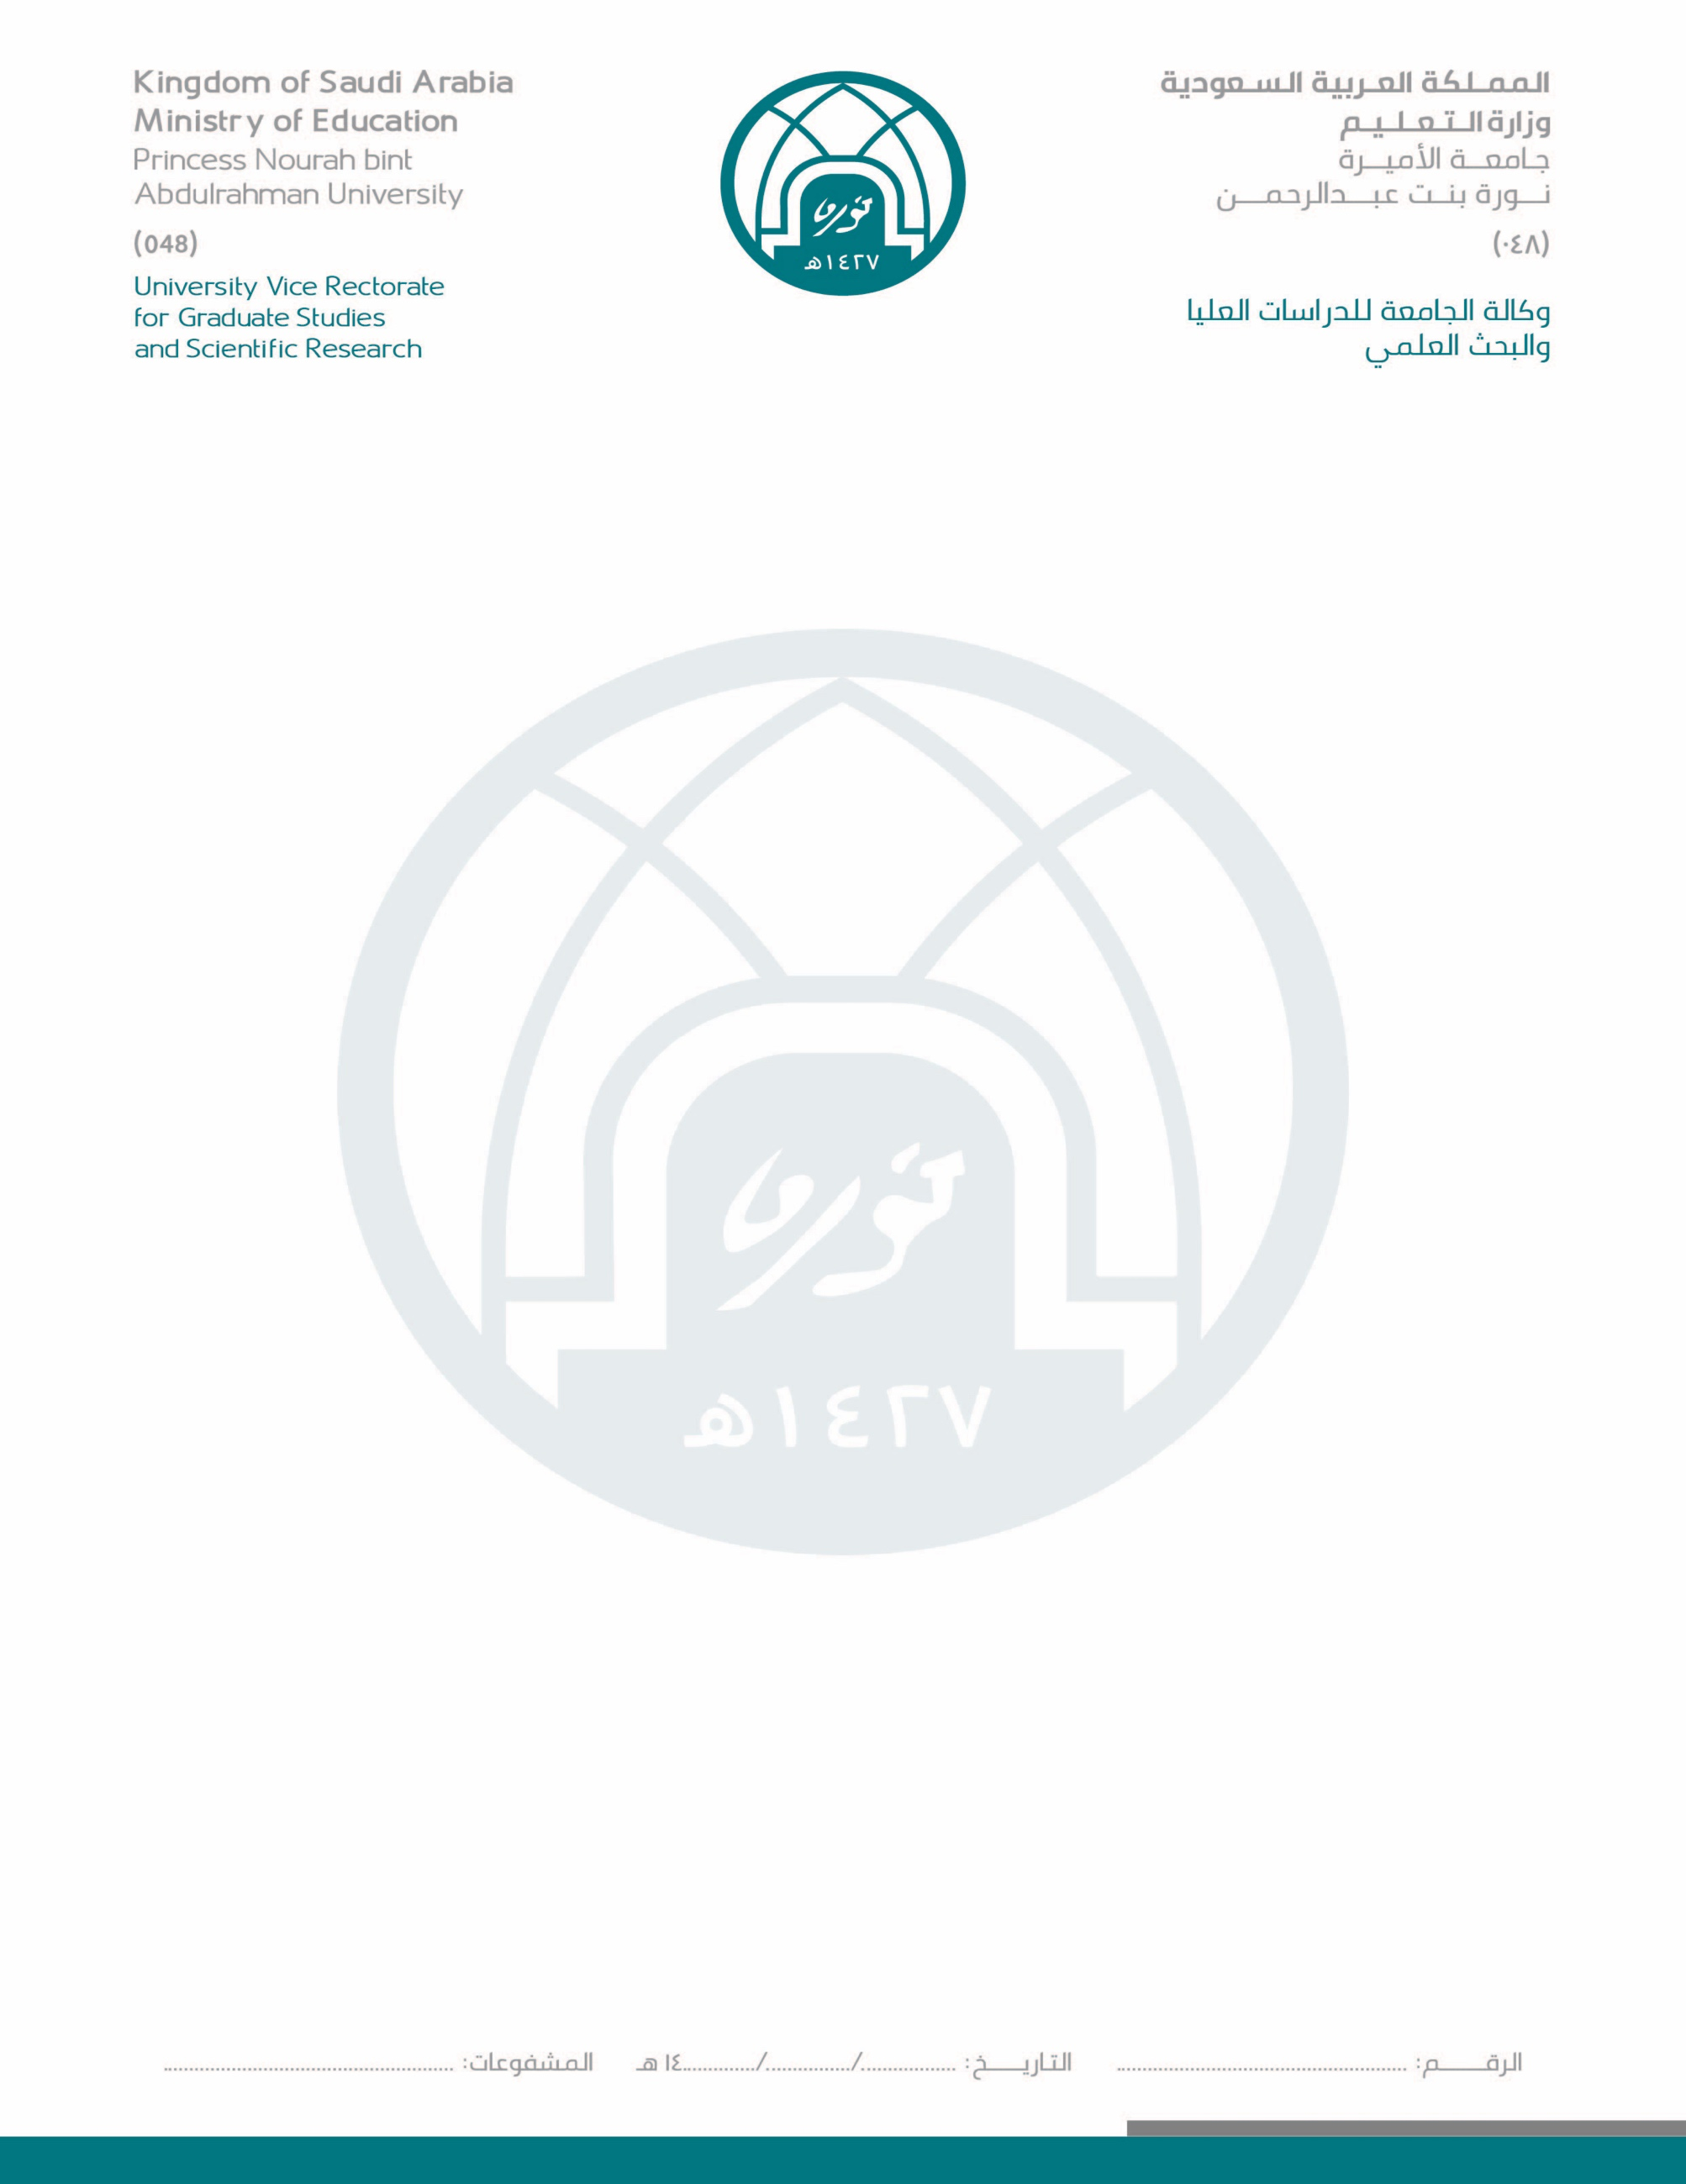 Kingdom of Saudi Arabia
Ministry of Education
Princess Nourah bint
Abdulrahman University
(048)
University Vice Rectorate
for Graduate Studies
and Scientific Research
نورة
١٤٢٧هـ
المملكة العربية السعودية
وزارة التعليم
جامعة الأميرة
نورة بنت عبدالرحمن
(٠٤٨)
وكالة الجامعة للدراسات العليا
والبحث العلمي
نورة
١٤٢٧هـ
الرقم: ........................ التاريخ: ........../........../..........١٤ هـ المشفوعات: ........................